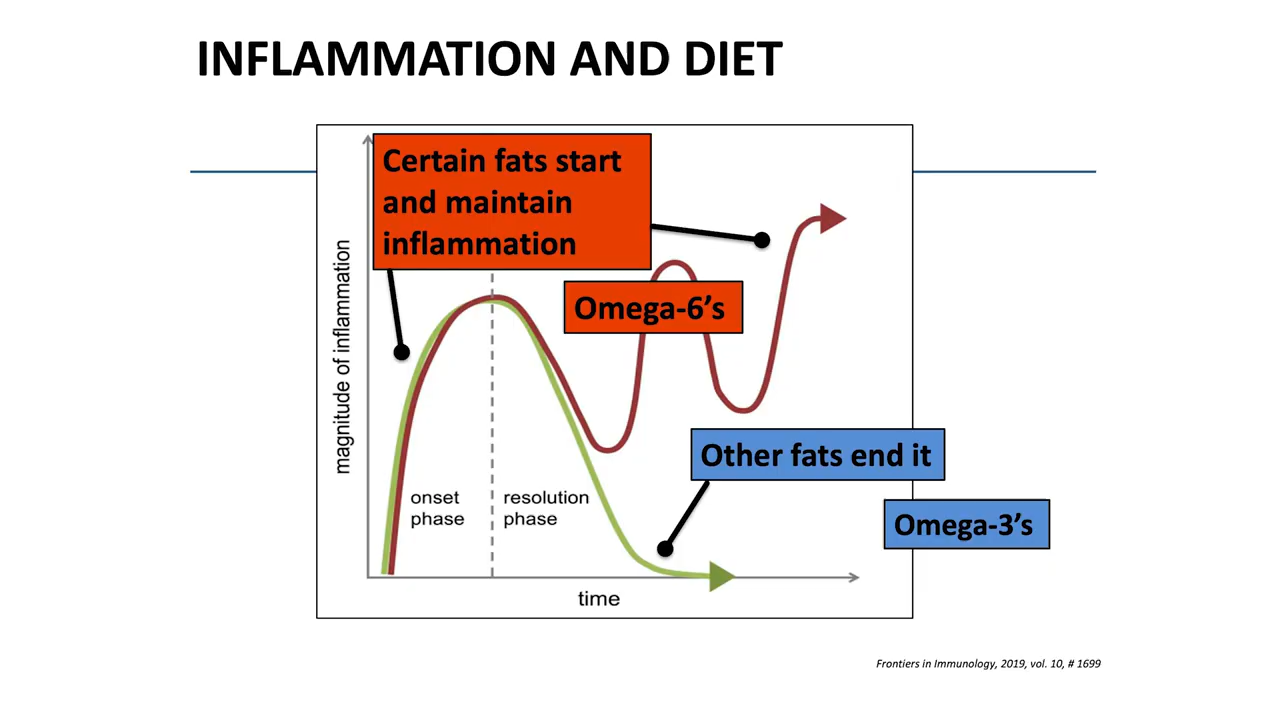 INFLAMMATION AND DIET
Certain fats start
and maintain
inflammation
Omega-6’s
magnitude of inflammation
Other fats end it
onset
phase
resolution
phase
Omega-3’s
time
Frontiers in Immunology, 2019, vol. 10, # 1699